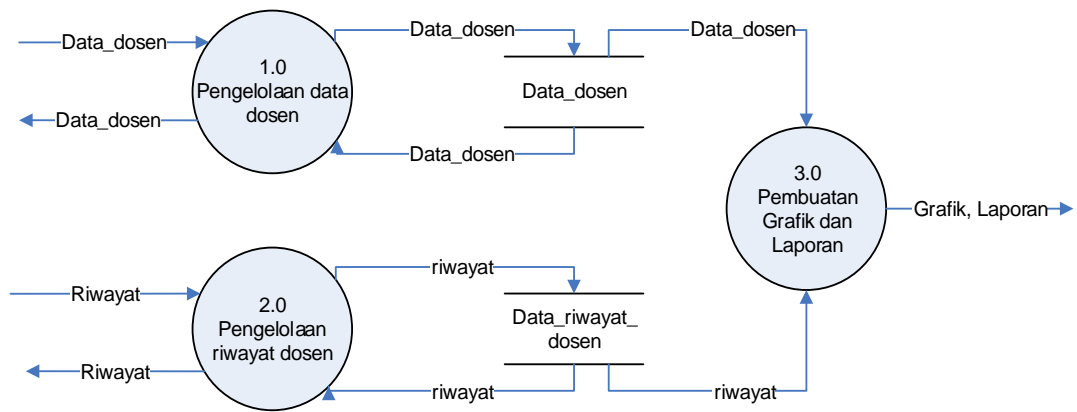 Data_dosen
Data_dosen
Data_dosen
1.0
Pengelolaan data
dosen
Data_dosen
Data_dosen
Data_dosen
3.0
Pembuatan
Grafik dan
Laporan
Grafik, Laporan
riwayat
Riwayat
2.0
Pengelolaan
riwayat dosen
Data_riwayat_
dosen
Riwayat
riwayat
riwayat